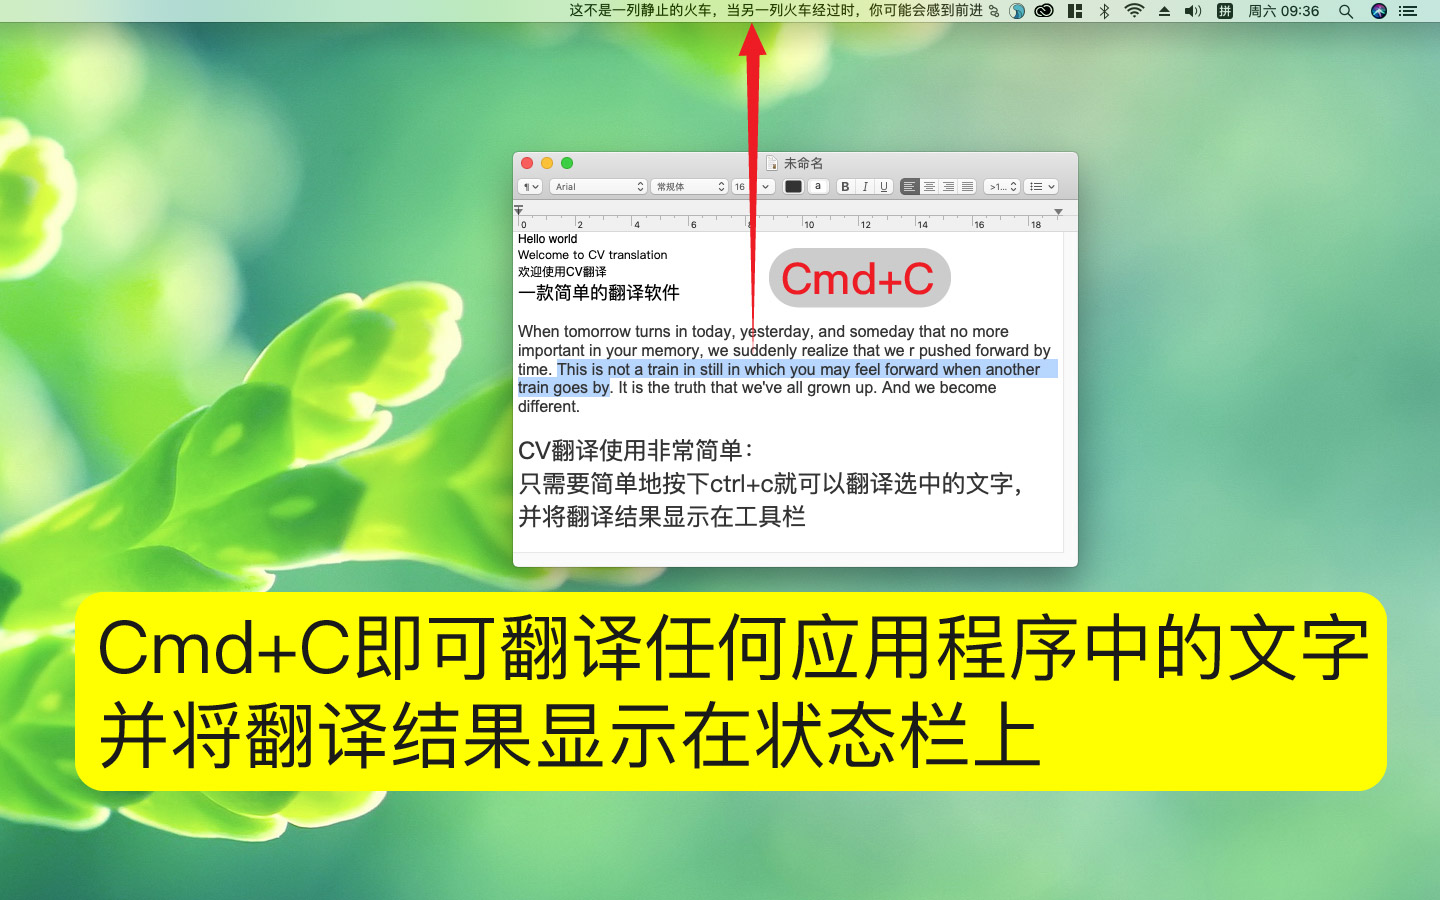 这不是一列静止的火车，当另一列火车经过时，你可能会感到前进
拼
周六 09:36
未命名
¶ Arial 常规体 16 a B I U >1...
0 2 4 6 8 10 12 14 16 18
Hello world
Welcome to CV translation
欢迎使用CV翻译
一款简单的翻译软件
Cmd+C
When tomorrow turns in today, yesterday, and someday that no more
important in your memory, we suddenly realize that we r pushed forward by
time. This is not a train in still in which you may feel forward when another
train goes by. It is the truth that we've all grown up. And we become
different.
CV翻译使用非常简单：
只需要简单地按下ctrl+c就可以翻译选中的文字，
并将翻译结果显示在工具栏
Cmd+C即可翻译任何应用程序中的文字
并将翻译结果显示在状态栏上